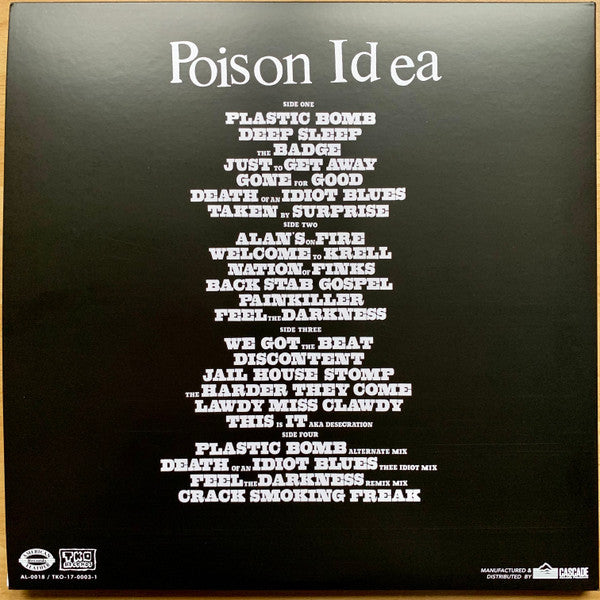 Poison Idea
SIDE ONE
PLASTIC BOMB
DEEP SLEEP
THE BADGE
JUST TO GET AWAY
GONE FOR GOOD
DEATH OF AN IDIOT BLUES
TAKEN BY SURPRISE
SIDE TWO
ALAN'S ON FIRE
WELCOME TO KRELL
NATION OF FINKS
BACK STAB GOSPEL
PAINKILLER
FEEL THE DARKNESS
SIDE THREE
WE GOT THE BEAT
DISCONTENT
JAIL HOUSE STOMP
THE HARDER THEY COME
LAWDY MISS CLAWDY
THIS IS IT AKA DESECRATION
SIDE FOUR
PLASTIC BOMB ALTERNATE MIX
DEATH OF AN IDIOT BLUES THEE IDIOT MIX
FEEL THE DARKNESS REMIX MIX
CRACK SMOKING FREAK
AMERICAN
LEATHER
Records
TKO
RECORDS
AL-0018 / TKO-17-0003-1
MANUFACTURED &
DISTRIBUTED BY
CASCADE